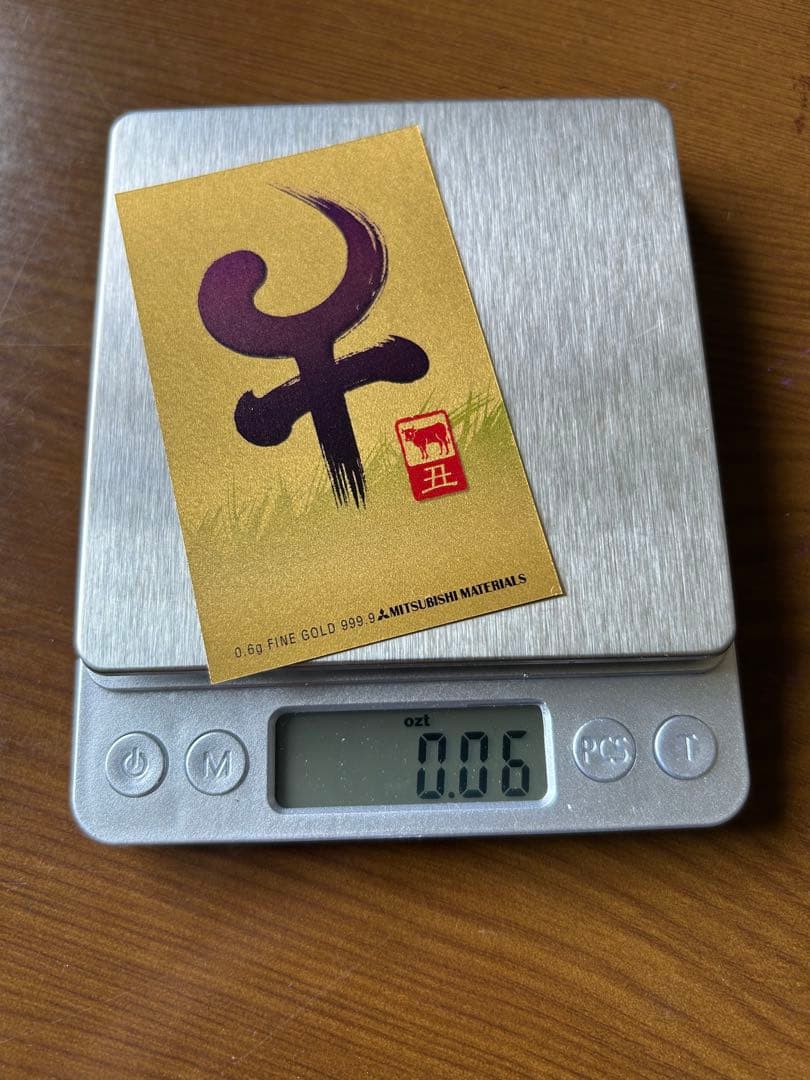 牛
丑
0.6g FINE GOLD 999.9 MITSUBISHI MATERIALS
ozt
0.06
M
PCS
T